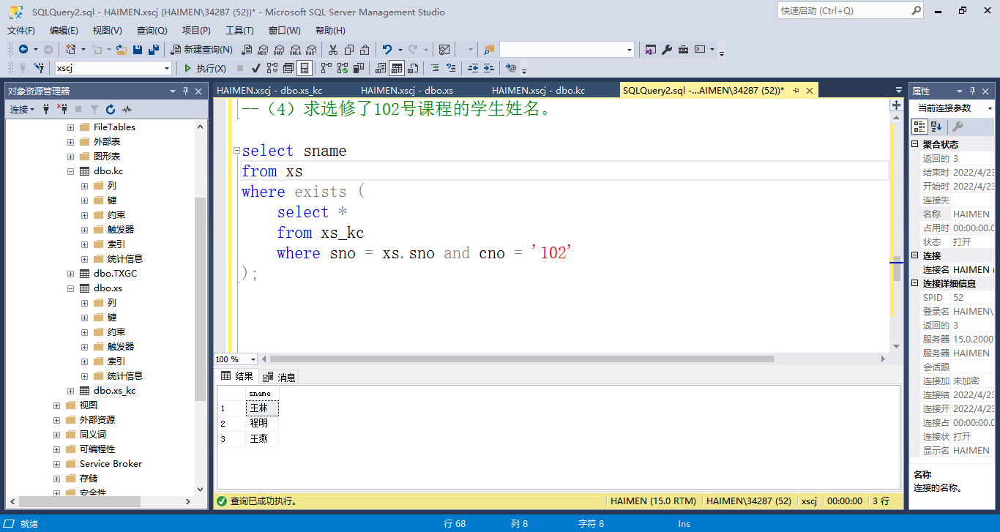 SQLQuery2.sql - HAIMEN.xscj (HAIMEN\34287 (52))* - Microsoft SQL Server Management Studio
快速启动 (Ctrl+Q)
文件(F) 编辑(E) 视图(V) 查询(Q) 项目(P) 工具(T) 窗口(W) 帮助(H)
新建查询(N) MDX DMX XMLA DAX
xscj 执行(X)
对象资源管理器
连接
FileTables
外部表
图形表
dbo.kc
列
键
约束
触发器
索引
统计信息
dbo.TXGC
dbo.xs
列
键
约束
触发器
索引
统计信息
dbo.xs_kc
视图
外部资源
同义词
可编程性
Service Broker
存储
安全性
HAIMEN.xscj - dbo.xs_kc HAIMEN.xscj - dbo.xs HAIMEN.xscj - dbo.kc SQLQuery2.sql -...AIMEN\34287 (52))*
--（4）求选修了102号课程的学生姓名。
select sname
from xs
where exists (
select *
from xs_kc
where sno = xs.sno and cno = '102'
);
100 %
结果 消息
sname
1 王林
2 程明
3 王燕
查询已成功执行。 HAIMEN (15.0 RTM) HAIMEN\34287 (52) xscj 00:00:00 3 行
属性
当前连接参数
聚合状态
返回的 3
结束时 2022/4/23
开始时 2022/4/23
连接失
名称 HAIMEN
占用时 00:00:00.0
状态 打开
连接
连接名 HAIMEN (
连接详细信息
SPID 52
登录名 HAIMEN\
返回的 3
服务器 15.0.2000
服务器 HAIMEN
会话跟
连接加 未加密
连接结 2022/4/23
连接开 2022/4/23
连接占 00:00:00.0
连接状 打开
显示名 HAIMEN
名称
连接的名称。
就绪 行 68 列 8 字符 8 Ins